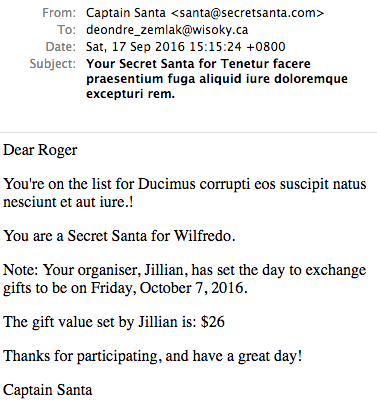 From: Captain Santa <santa@secretsanta.com>
To: deondre_zemlak@wisoky.ca
Date: Sat, 17 Sep 2016 15:15:24 +0800
Subject: Your Secret Santa for Tenetur facere
praesentium fuga aliquid iure doloremque
excepturi rem.
Dear Roger
You're on the list for Ducimus corrupti eos suscipit natus
nesciunt et aut iure.!
You are a Secret Santa for Wilfredo.
Note: Your organiser, Jillian, has set the day to exchange
gifts to be on Friday, October 7, 2016.
The gift value set by Jillian is: $26
Thanks for participating, and have a great day!
Captain Santa